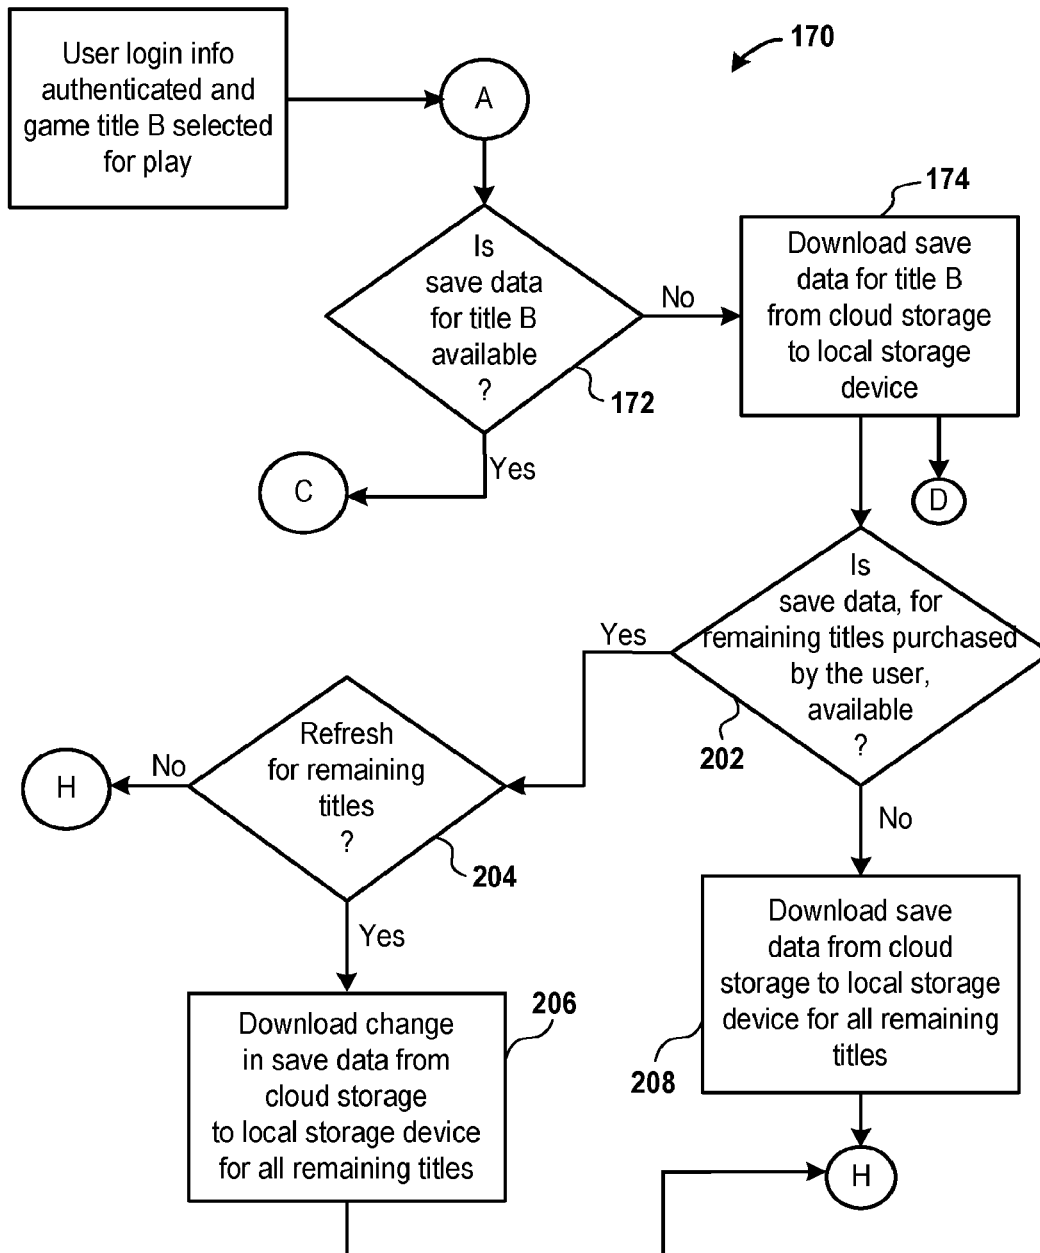 170
User login info
authenticated and
game title B selected
for play
A
174
Is
save data
for title B
available
?
No
172
Download save
data for title B
from cloud storage
to local storage
device
Yes
C
D
Is
save data, for
remaining titles purchased
by the user,
available
?
Yes
202
No
Refresh
for remaining
titles
?
No
H
204
Yes
Download save
data from cloud
storage to local storage
device for all remaining
titles
208
206
Download change
in save data from
cloud storage
to local storage device
for all remaining titles
H